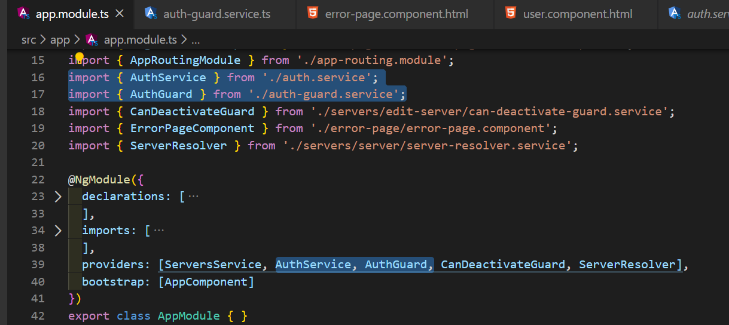 app.module.ts × auth-guard.service.ts error-page.component.html user.component.html auth.serv
src > app > app.module.ts > ...
15 import { AppRoutingModule } from './app-routing.module';
16 import { AuthService } from './auth.service';
17 import { AuthGuard } from './auth-guard.service';
18 import { CanDeactivateGuard } from './servers/edit-server/can-deactivate-guard.service';
19 import { ErrorPageComponent } from './error-page/error-page.component';
20 import { ServerResolver } from './servers/server/server-resolver.service';
21
22 @NgModule({
23 > declarations: [ ...
33 ],
34 > imports: [ ...
38 ],
39 providers: [ServersService, AuthService, AuthGuard, CanDeactivateGuard, ServerResolver],
40 bootstrap: [AppComponent]
41 })
42 export class AppModule { }